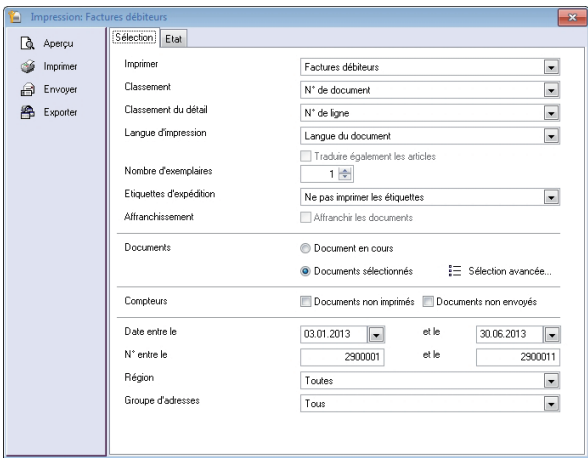 Impression: Factures débiteurs
Aperçu
Imprimer
Envoyer
Exporter
Sélection Etat
Imprimer Factures débiteurs
Classement N° de document
Classement du détail N° de ligne
Langue d'impression Langue du document
Traduire également les articles
Nombre d'exemplaires 1
Etiquettes d'expédition Ne pas imprimer les étiquettes
Affranchissement Affranchir les documents
Documents Document en cours
Documents sélectionnés Sélection avancée...
Compteurs Documents non imprimés Documents non envoyés
Date entre le 03.01.2013 et le 30.06.2013
N° entre le 2900001 et le 2900011
Région Toutes
Groupe d'adresses Tous